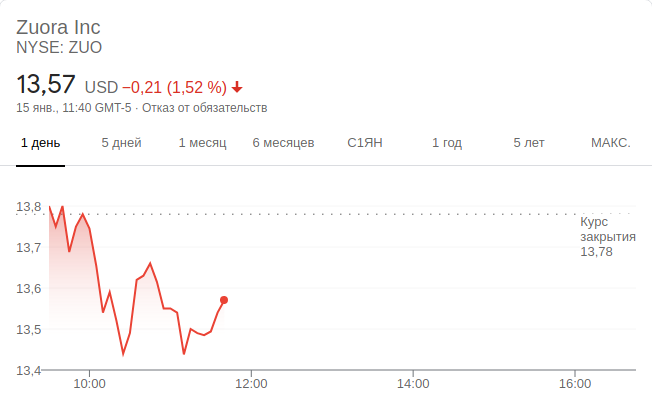 Zuora Inc
NYSE: ZUO
13,57 USD −0,21 (1,52 %)
15 янв., 11:40 GMT-5 · Отказ от обязательств
1 день 5 дней 1 месяц 6 месяцев С1ЯН 1 год 5 лет МАКС.
13,8
Курс
закрытия
13,78
13,7
13,6
13,5
13,4
10:00 12:00 14:00 16:00